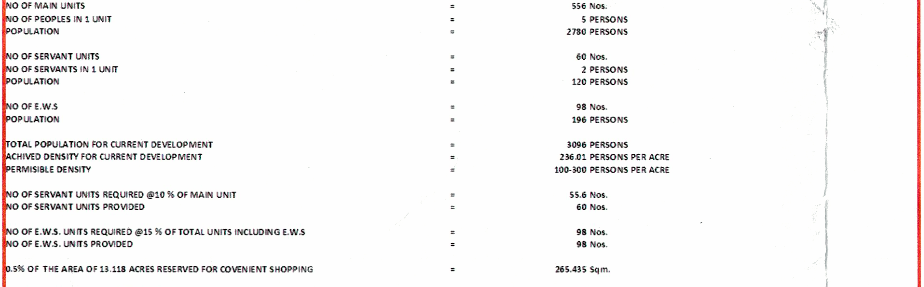 NO OF MAIN UNITS = 556 Nos.
NO OF PEOPLES IN 1 UNIT = 5 PERSONS
POPULATION = 2780 PERSONS
NO OF SERVANT UNITS = 60 Nos.
NO OF SERVANTS IN 1 UNIT = 2 PERSONS
POPULATION = 120 PERSONS
NO OF E.W.S = 98 Nos.
POPULATION = 196 PERSONS
TOTAL POPULATION FOR CURRENT DEVELOPMENT = 3096 PERSONS
ACHIVED DENSITY FOR CURRENT DEVELOPMENT = 236.01 PERSONS PER ACRE
PERMISIBLE DENSITY = 100-300 PERSONS PER ACRE
NO OF SERVANT UNITS REQUIRED @10 % OF MAIN UNIT = 55.6 Nos.
NO OF SERVANT UNITS PROVIDED = 60 Nos.
NO OF E.W.S. UNITS REQUIRED @15 % OF TOTAL UNITS INCLUDING E.W.S = 98 Nos.
NO OF E.W.S. UNITS PROVIDED = 98 Nos.
0.5% OF THE AREA OF 13.118 ACRES RESERVED FOR COVENIENT SHOPPING = 265.435 Sqm.